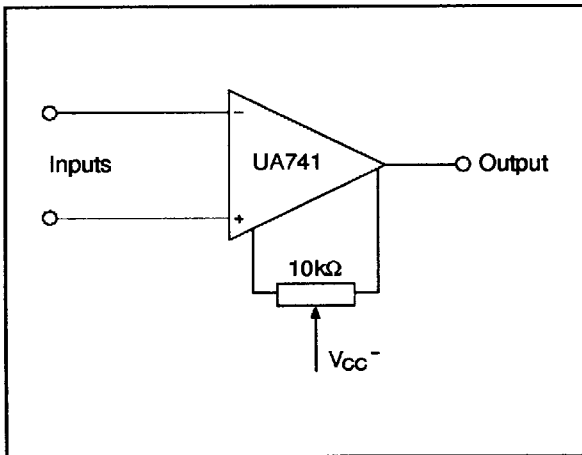 −
Inputs
UA741
Output
+
10kΩ
VCC−